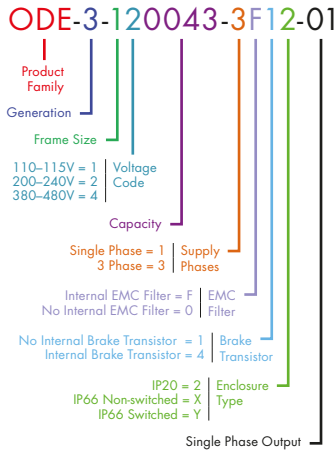 ODE-3-120043-3F12-01
Product
Family
Generation
Frame Size
110–115V = 1
200–240V = 2
380–480V = 4
Voltage
Code
Capacity
Single Phase = 1
3 Phase = 3
Supply
Phases
Internal EMC Filter = F
No Internal EMC Filter = 0
EMC
Filter
No Internal Brake Transistor = 1
Internal Brake Transistor = 4
Brake
Transistor
IP20 = 2
IP66 Non-switched = X
IP66 Switched = Y
Enclosure
Type
Single Phase Output